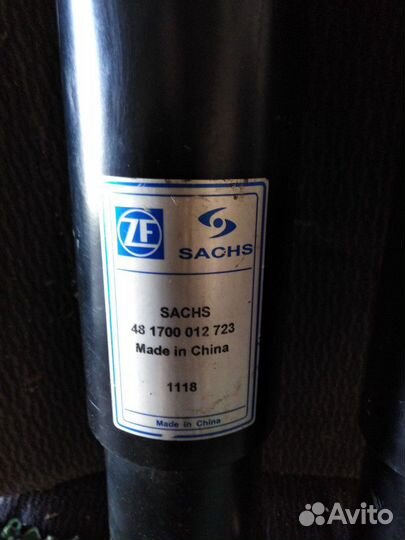 ZF
SACHS
SACHS
48 1700 012 723
Made in China
1118
Made in China
Avito